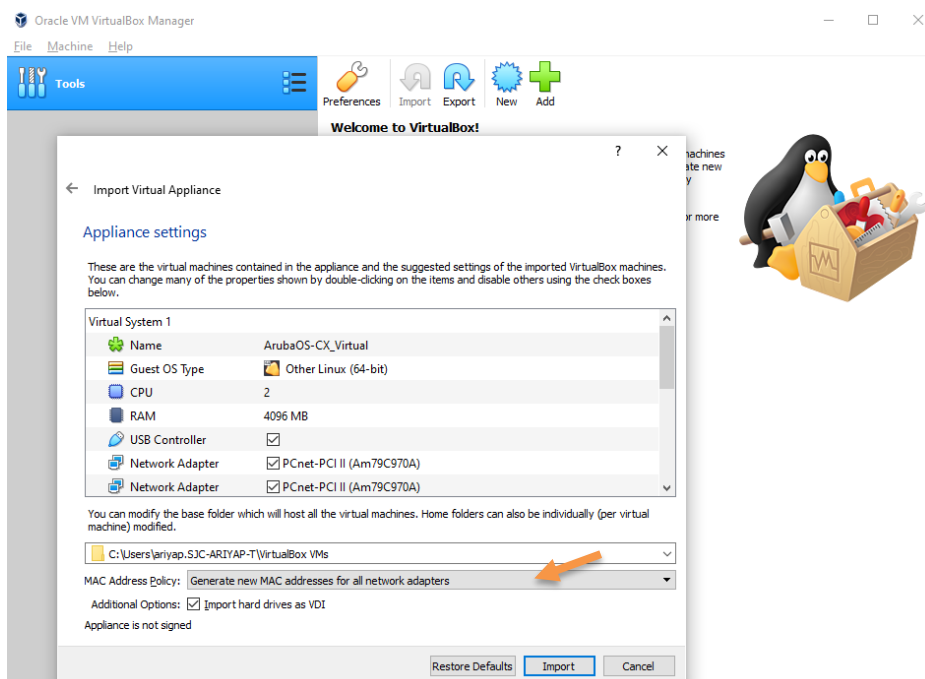 Oracle VM VirtualBox Manager
File Machine Help
Tools
Preferences Import Export New Add
Welcome to VirtualBox!
? 
nachines
ate new
y
or more
Import Virtual Appliance
Appliance settings
These are the virtual machines contained in the appliance and the suggested settings of the imported VirtualBox machines.
You can change many of the properties shown by double-clicking on the items and disable others using the check boxes
below.
Virtual System 1
Name ArubaOS-CX_Virtual
Guest OS Type Other Linux (64-bit)
CPU 2
RAM 4096 MB
USB Controller
Network Adapter PCnet-PCI II (Am79C970A)
Network Adapter PCnet-PCI II (Am79C970A)
You can modify the base folder which will host all the virtual machines. Home folders can also be individually (per virtual
machine) modified.
C:\Users\ariyap.SJC-ARIYAP-T\VirtualBox VMs
MAC Address Policy: Generate new MAC addresses for all network adapters
Additional Options: Import hard drives as VDI
Appliance is not signed
Restore Defaults Import Cancel